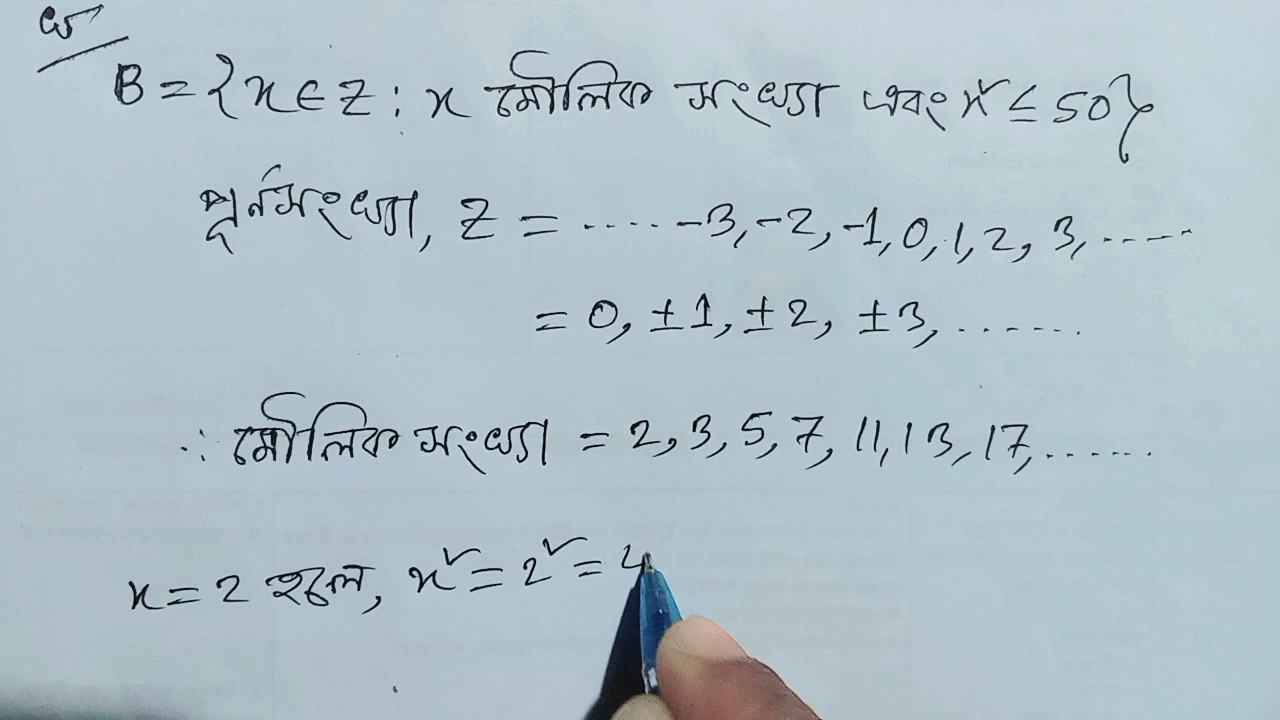 B = {x ∈ Z : x মৌলিক সংখ্যা এবং x² ≤ 50}
পূর্নসংখ্যা, Z = ..... -3, -2, -1, 0, 1, 2, 3, .....
= 0, ±1, ±2, ±3, ......
∴ মৌলিক সংখ্যা = 2, 3, 5, 7, 11, 13, 17, ......
x = 2 হলে, x² = 2² = 4